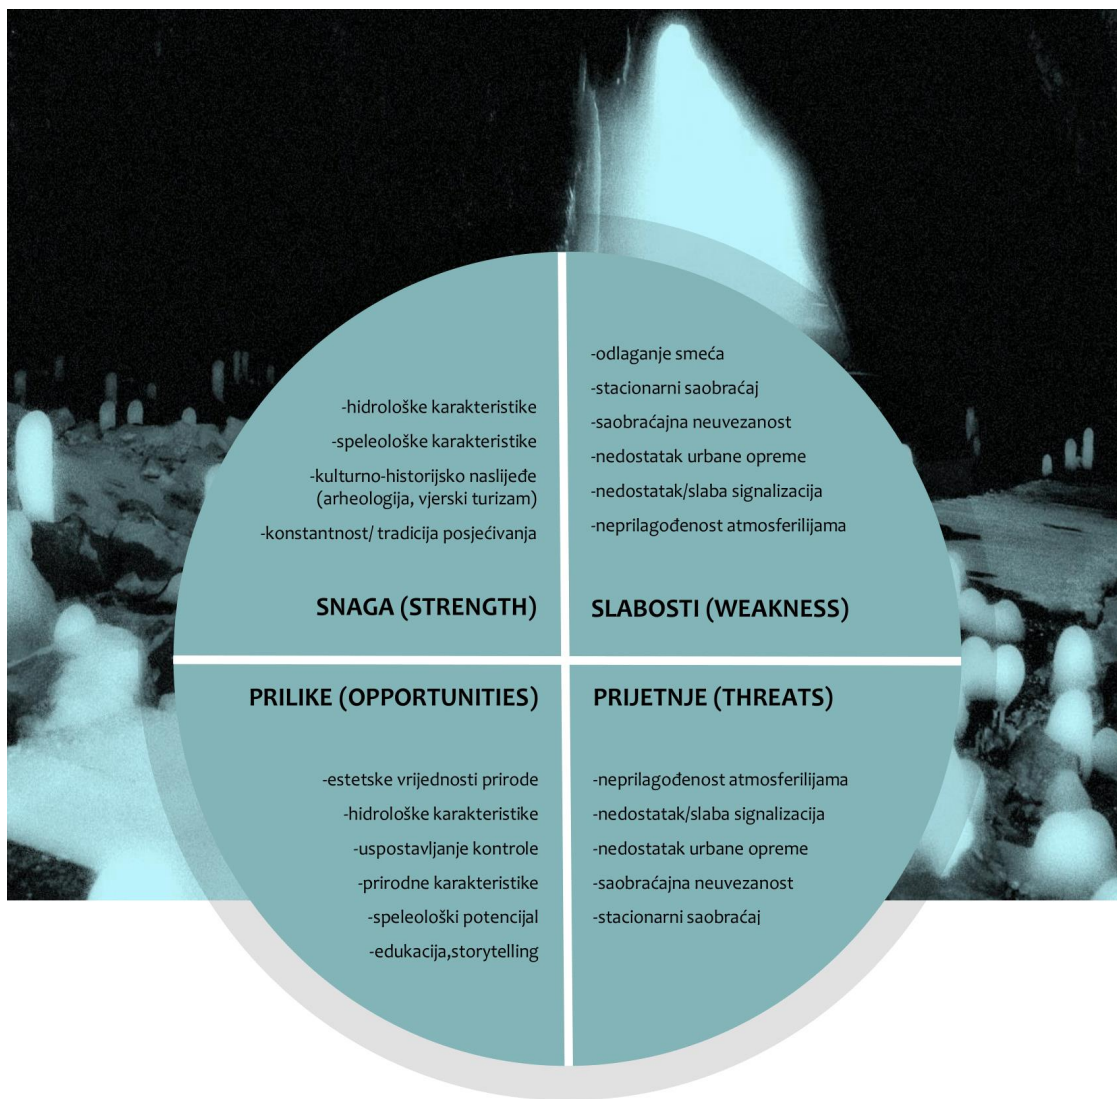 -hidrološke karakteristike
-speleološke karakteristike
-kulturno-historijsko naslijeđe
(arheologija, vjerski turizam)
-konstantnost/ tradicija posjećivanja
SNAGA (STRENGTH)
-odlaganje smeća
-stacionarni saobraćaj
-saobraćajna neuvezanost
-nedostatak urbane opreme
-nedostatak/slaba signalizacija
-neprilagođenost atmosferilijama
SLABOSTI (WEAKNESS)
PRILIKE (OPPORTUNITIES)
-estetske vrijednosti prirode
-hidrološke karakteristike
-uspostavljanje kontrole
-prirodne karakteristike
-speleološki potencijal
-edukacija,storytelling
PRIJETNJE (THREATS)
-neprilagođenost atmosferilijama
-nedostatak/slaba signalizacija
-nedostatak urbane opreme
-saobraćajna neuvezanost
-stacionarni saobraćaj